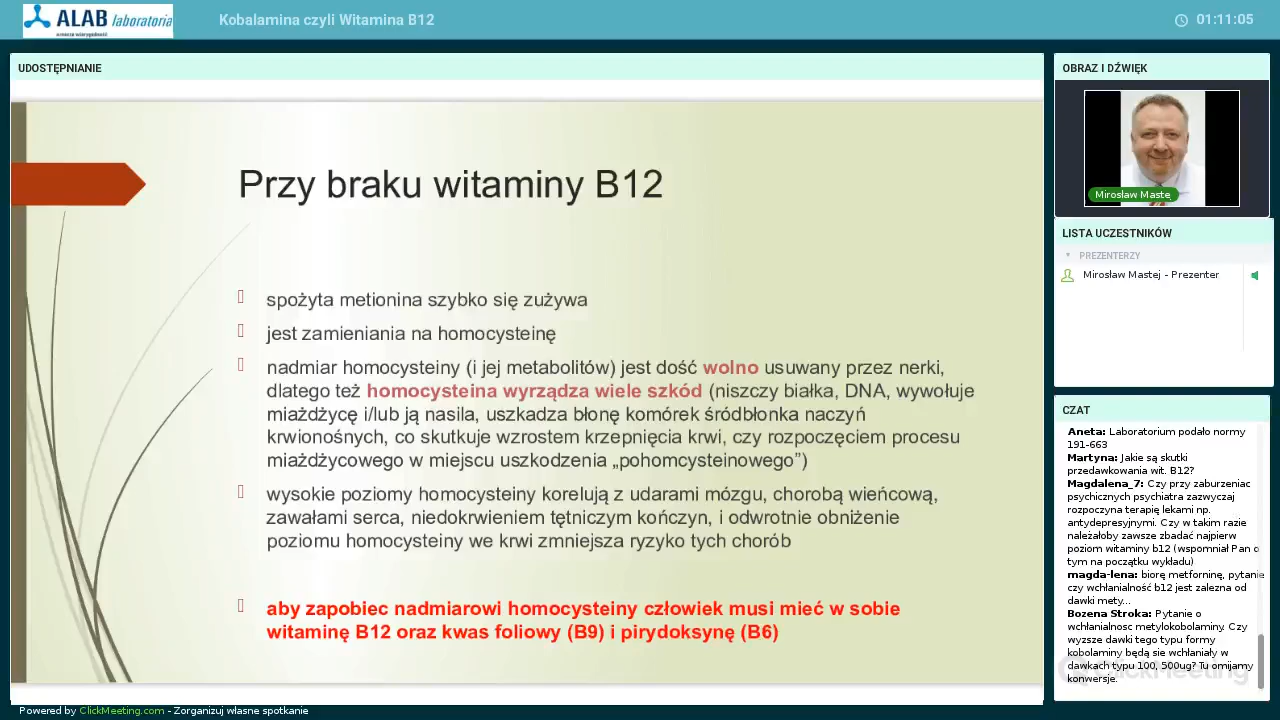 ALAB laboratoria
Kobalamina czyli Witamina B12
01:11:05
UDOSTĘPNIANIE
Przy braku witaminy B12
spożyta metionina szybko się zużywa
jest zamieniania na homocysteinę
nadmiar homocysteiny (i jej metabolitów) jest dość wolno usuwany przez nerki,
dlatego też homocysteina wyrządza wiele szkód (niszczy białka, DNA, wywołuje
miażdżycę i/lub ją nasila, uszkadza błonę komórek śródbłonka naczyń
krwionośnych, co skutkuje wzrostem krzepnięcia krwi, czy rozpoczęciem procesu
miażdżycowego w miejscu uszkodzenia „pohomcysteinowego”)
wysokie poziomy homocysteiny korelują z udarami mózgu, chorobą wieńcową,
zawałami serca, niedokrwieniem tętniczym kończyn, i odwrotnie obniżenie
poziomu homocysteiny we krwi zmniejsza ryzyko tych chorób
aby zapobiec nadmiarowi homocysteiny człowiek musi mieć w sobie
witaminę B12 oraz kwas foliowy (B9) i pirydoksynę (B6)
OBRAZ I DŹWIĘK
Mirosław Maste
LISTA UCZESTNIKÓW
PREZENTERZY
Mirosław Mastej - Prezenter
CZAT
Aneta: Laboratorium podało normy
191-663
Martyna: Jakie są skutki
przedawkowania wit. B12?
Magdalena_7: Czy przy zaburzeniac
psychicznych psychiatra zazwyczaj
rozpoczyna terapię lekami np.
antydepresyjnymi. Czy w takim razie
należałoby zawsze zbadać najpierw
poziom witaminy b12 (wspomniał Pan o
tym na początku wykładu)
magda-lena: biorę metforninę, pytanie
czy wchłanialność b12 jest zalezna od
dawki mety...
Bozena Stroka: Pytanie o
wchłanialnosc metylokobolaminy. Czy
wyzsze dawki tego typu formy
kobolaminy będą sie wchłaniały w
dawkach typu 100, 500ug? Tu omijamy
konwersje.
ClickMeeting
Powered by ClickMeeting.com - Zorganizuj własne spotkanie